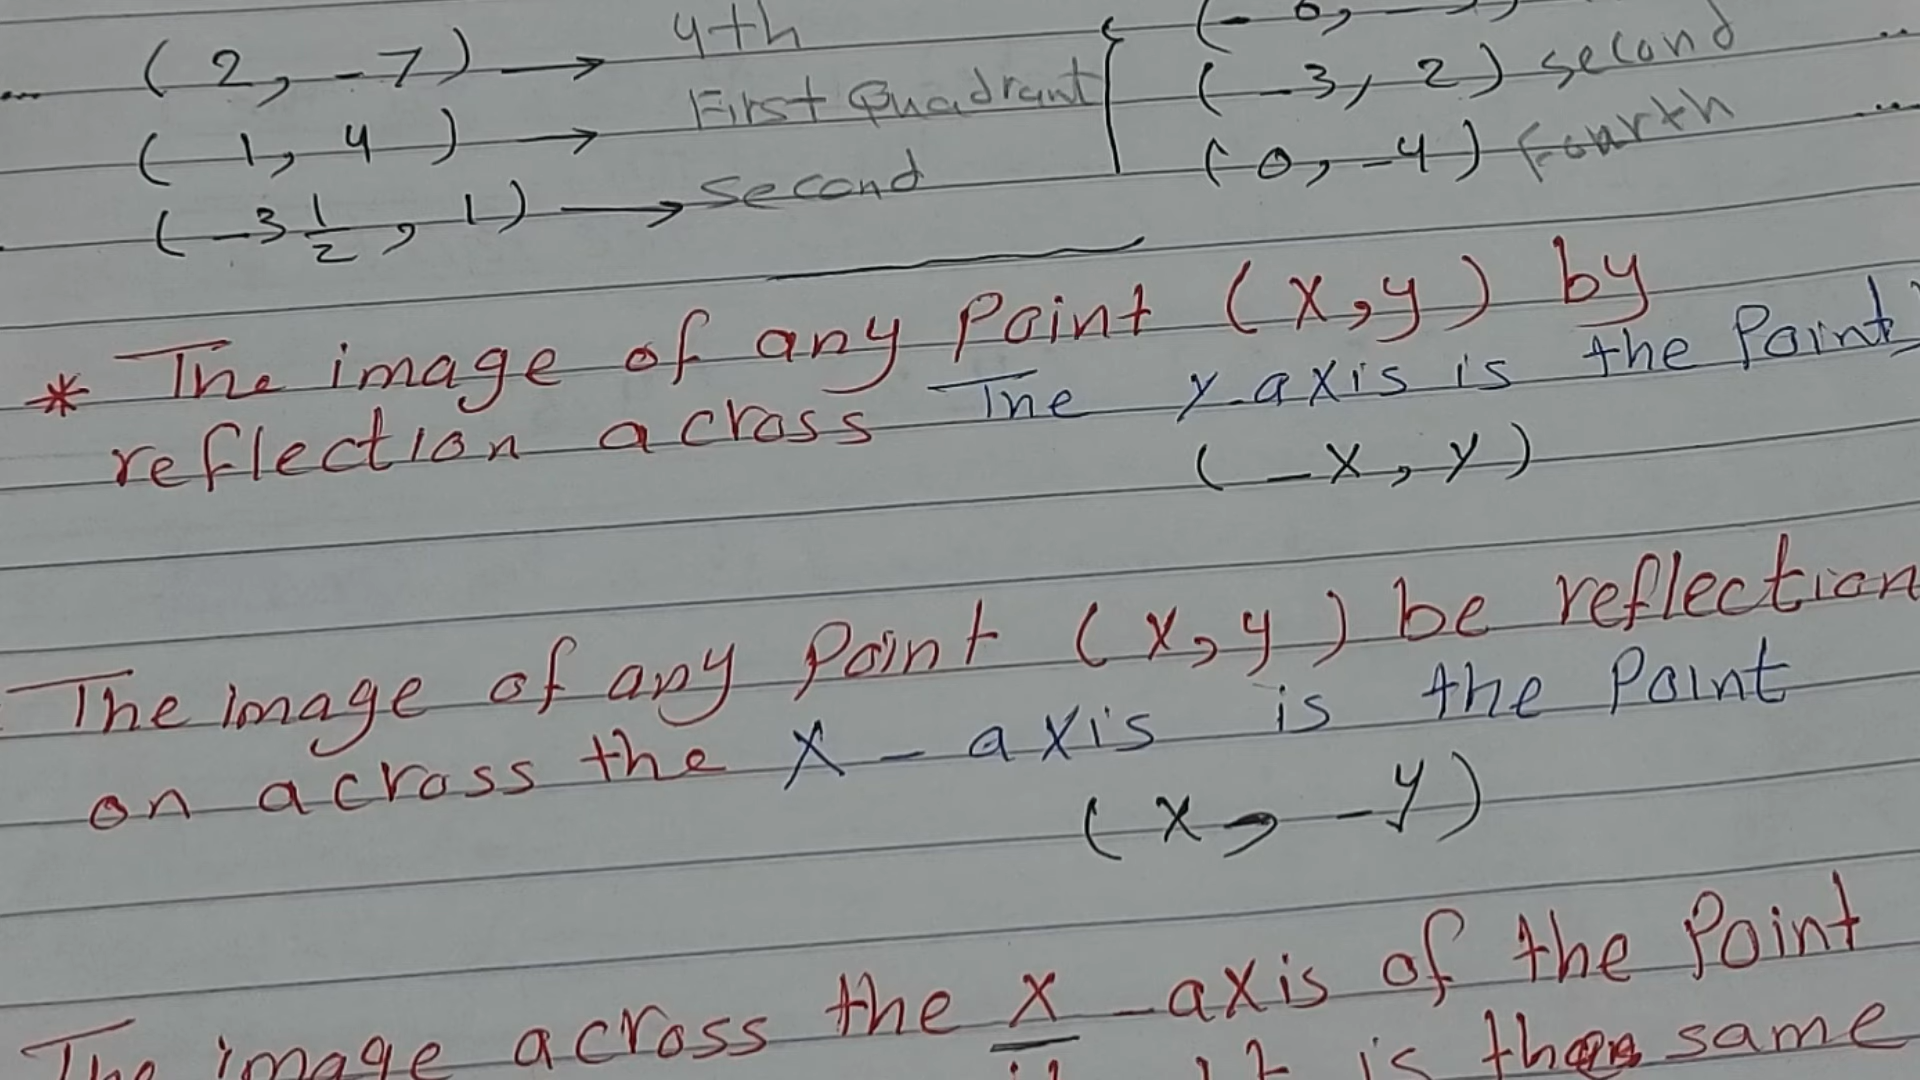 (2, -7) → 4th
(1, 4) → First Quadrant
(-3 1/2, 1) → second
(-3, 2) second
(0, -4) fourth
* The image of any Point (x,y) by
reflection across The y-axis is the Point
(-x, y)
The image of any Point (x,y) be reflection
on across the x-axis is the Point
(x, -y)
The image across the x-axis of the Point
same